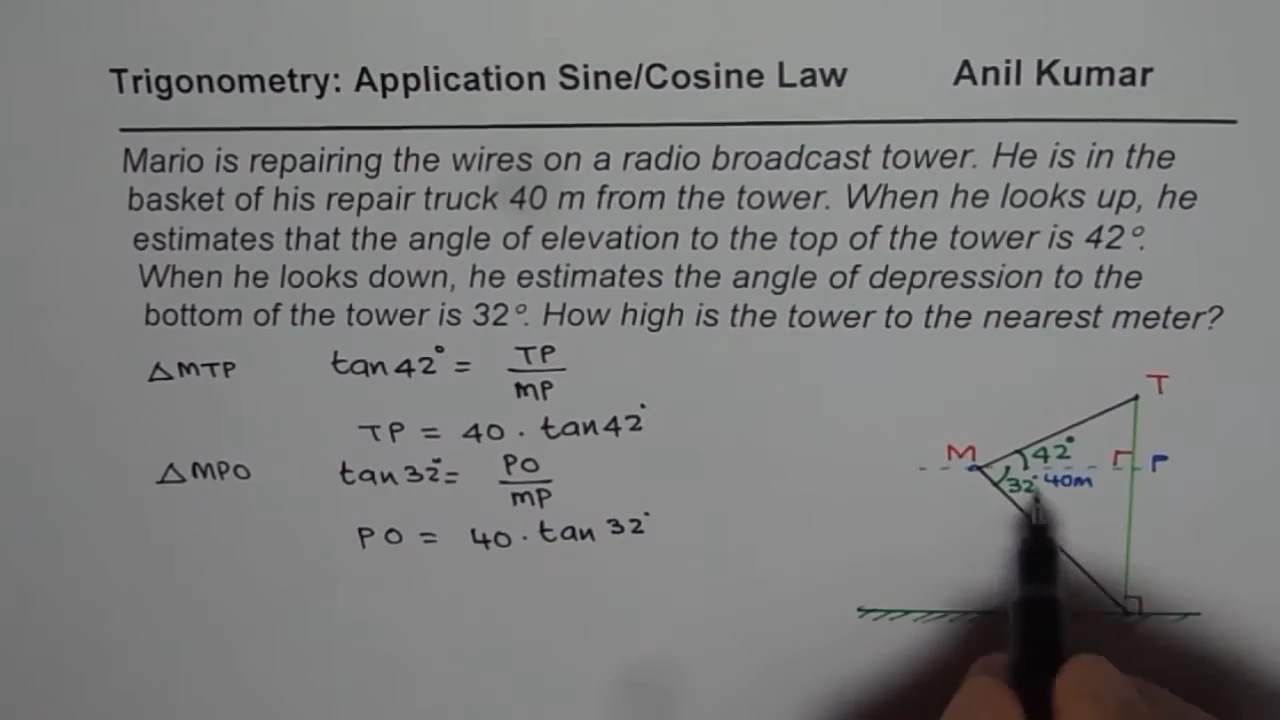 Trigonometry: Application Sine/Cosine Law Anil Kumar
Mario is repairing the wires on a radio broadcast tower. He is in the
basket of his repair truck 40 m from the tower. When he looks up, he
estimates that the angle of elevation to the top of the tower is 42°.
When he looks down, he estimates the angle of depression to the
bottom of the tower is 32°. How high is the tower to the nearest meter?
△MTP tan 42° = TP/MP
TP = 40 · tan 42°
△MPO tan 32° = PO/MP
PO = 40 · tan 32°
T
M 42° P
32° 40m